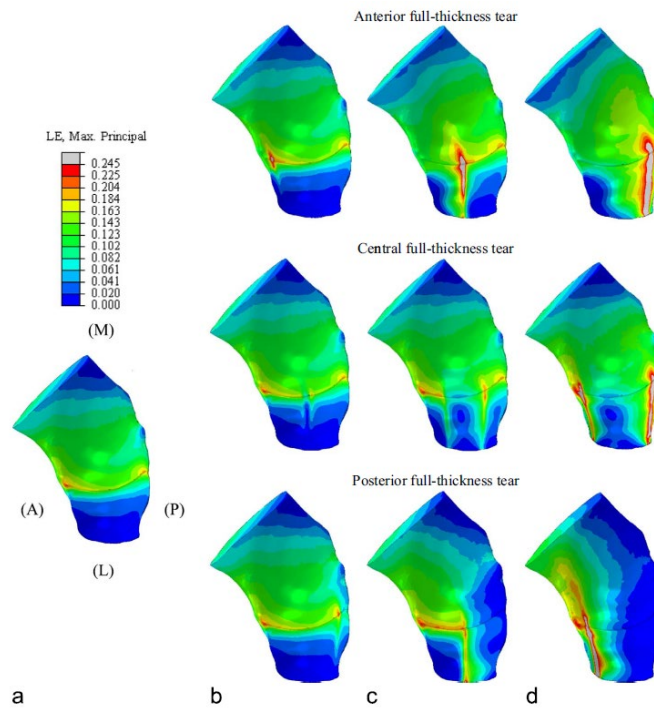 Anterior full-thickness tear
LE, Max. Principal
0.245
0.225
0.204
0.184
0.163
0.143
0.123
0.102
0.082
0.061
0.041
0.020
0.000
(M)
Central full-thickness tear
(A)
(P)
(L)
Posterior full-thickness tear
a
b
c
d